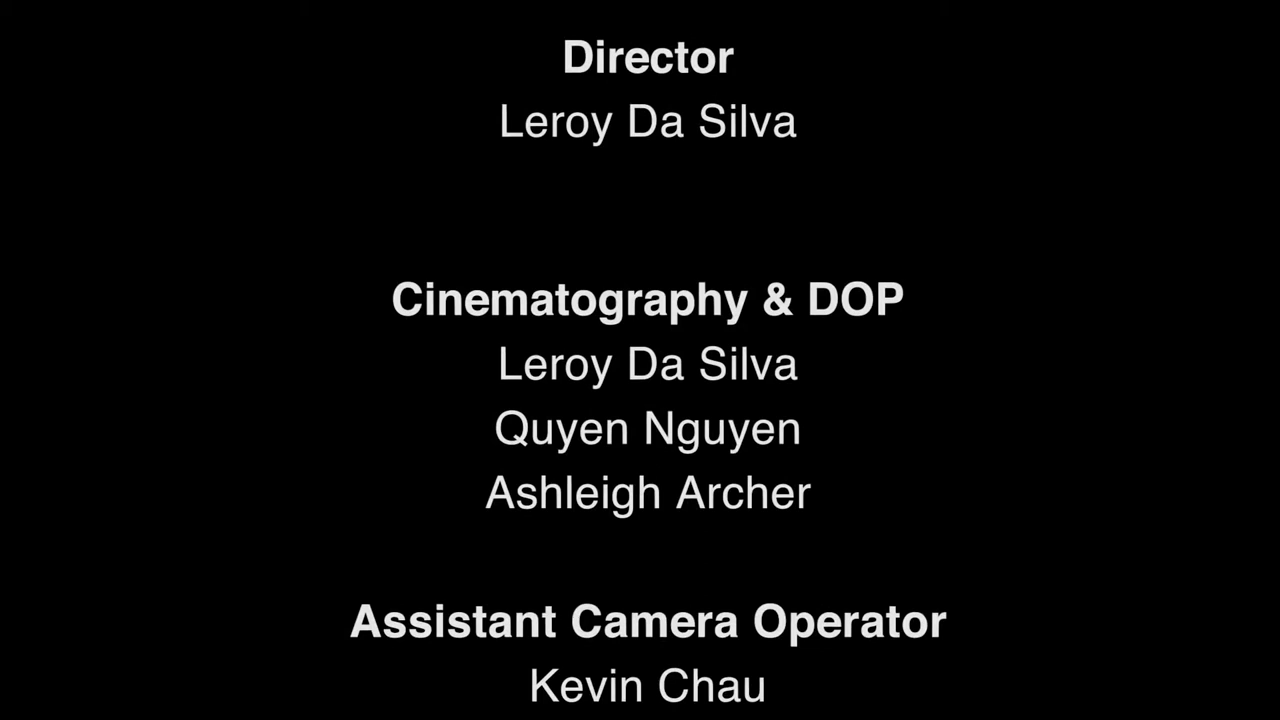 Director
Leroy Da Silva
Cinematography & DOP
Leroy Da Silva
Quyen Nguyen
Ashleigh Archer
Assistant Camera Operator
Kevin Chau